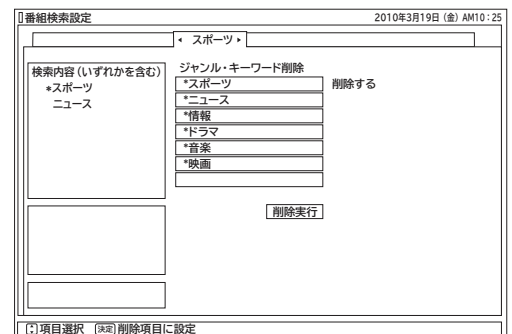 番組検索設定 2010年3月19日（金）AM10：25
スポーツ
検索内容（いずれかを含む）
*スポーツ
ニュース
ジャンル・キーワード削除
*スポーツ 削除する
*ニュース
*情報
*ドラマ
*音楽
*映画
削除実行
項目選択 決定 削除項目に設定